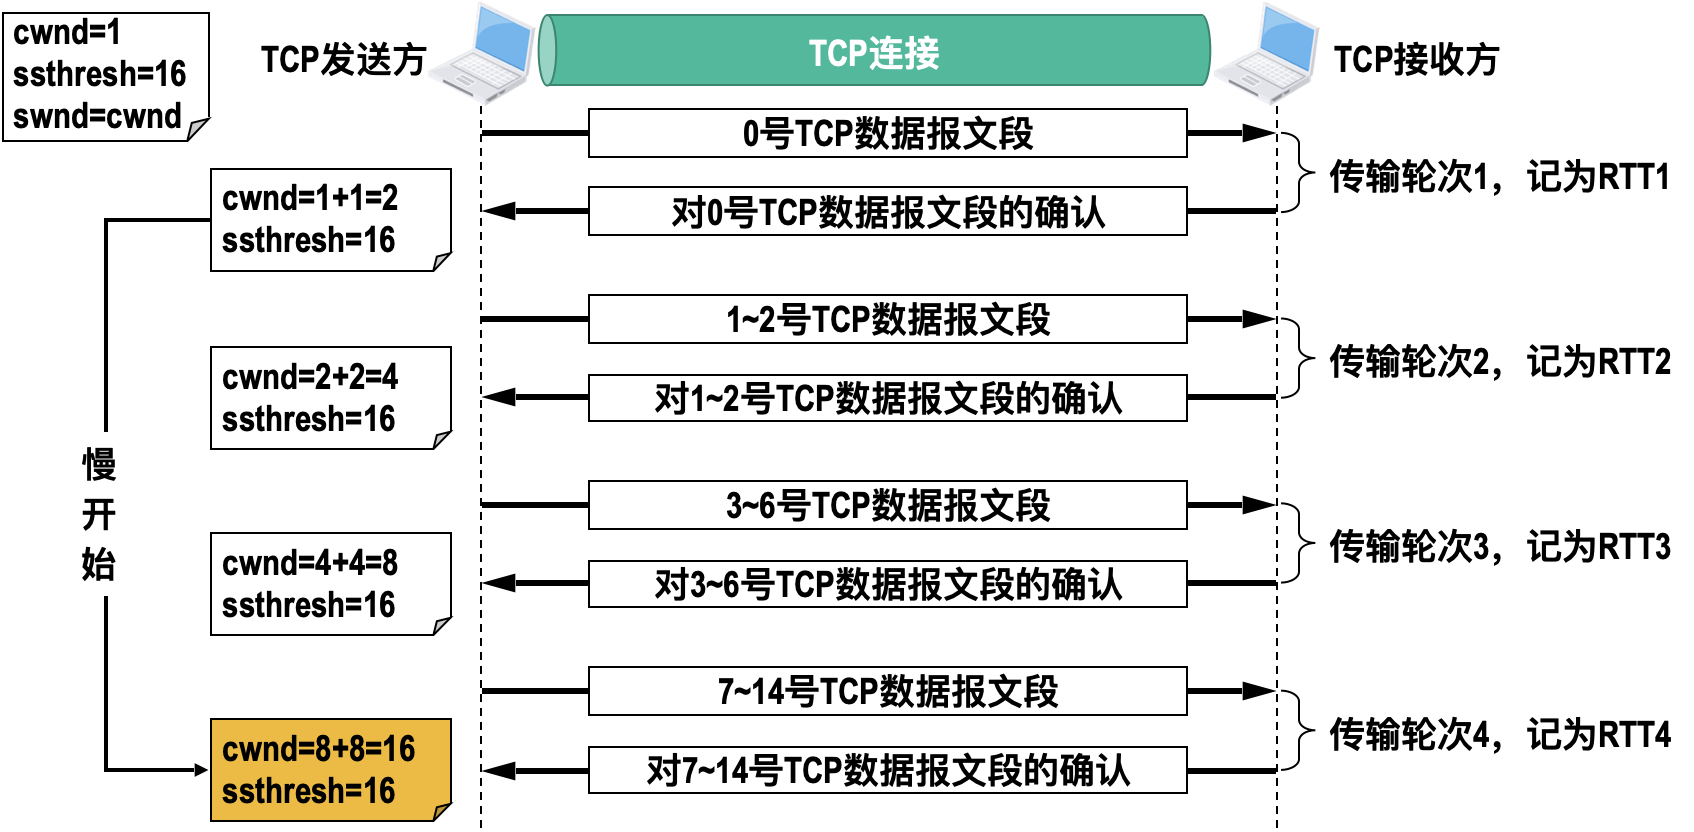 cwnd=1
ssthresh=16
swnd=cwnd
TCP发送方
TCP连接
TCP接收方
0号TCP数据报文段
传输轮次1，记为RTT1
对0号TCP数据报文段的确认
cwnd=1+1=2
ssthresh=16
1~2号TCP数据报文段
传输轮次2，记为RTT2
对1~2号TCP数据报文段的确认
cwnd=2+2=4
ssthresh=16
慢
开
始
3~6号TCP数据报文段
传输轮次3，记为RTT3
对3~6号TCP数据报文段的确认
cwnd=4+4=8
ssthresh=16
7~14号TCP数据报文段
传输轮次4，记为RTT4
对7~14号TCP数据报文段的确认
cwnd=8+8=16
ssthresh=16